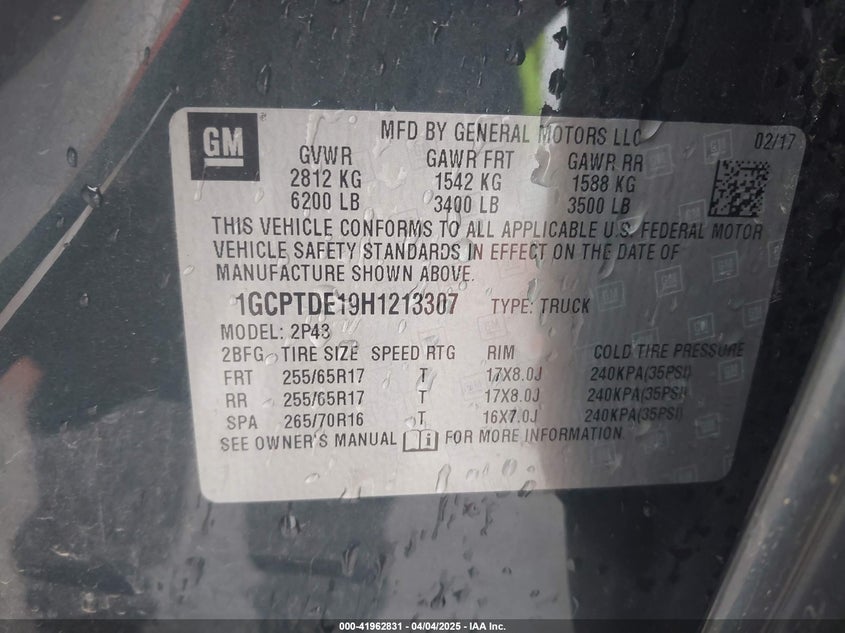 GM
MFD BY GENERAL MOTORS LLC 02/17
GVWR GAWR FRT GAWR RR
2812 KG 1542 KG 1588 KG
6200 LB 3400 LB 3500 LB
THIS VEHICLE CONFORMS TO ALL APPLICABLE U.S. FEDERAL MOTOR
VEHICLE SAFETY STANDARDS IN EFFECT ON THE DATE OF
MANUFACTURE SHOWN ABOVE.
1GCPTDE19H1213307 TYPE: TRUCK
MODEL: 2P43
2BFG TIRE SIZE SPEED RTG RIM COLD TIRE PRESSURE
FRT 255/65R17 T 17X8.0J 240KPA(35PSI)
RR 255/65R17 T 17X8.0J 240KPA(35PSI)
SPA 265/70R16 T 16X7.0J 240KPA(35PSI)
SEE OWNER'S MANUAL FOR MORE INFORMATION.
000-41962831 - 04/04/2025 - IAA Inc.